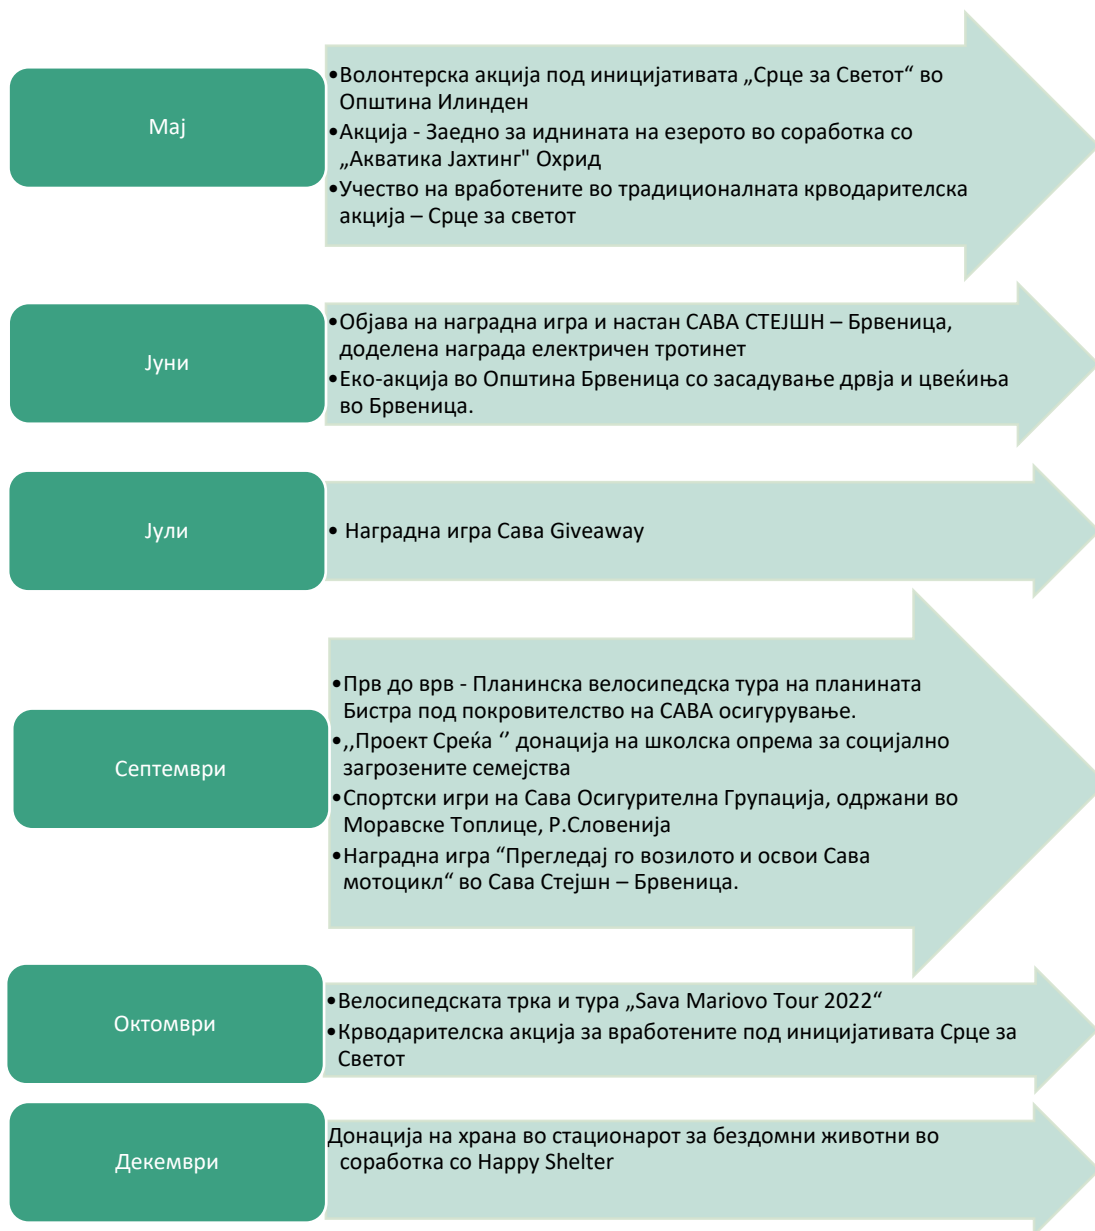 Мај
•Волонтерска акција под иницијативата „Срце за Светот“ во
Општина Илинден
•Акција - Заедно за иднината на езерото во соработка со
„Акватика Јахтинг" Охрид
•Учество на вработените во традиционалната крводарителска
акција – Срце за светот
Јуни
•Објава на наградна игра и настан САВА СТЕЈШН – Брвеница,
доделена награда електричен тротинет
•Еко-акција во Општина Брвеница со засадување дрвја и цвеќиња
во Брвеница.
Јули
• Наградна игра Сава Giveaway
Септември
•Прв до врв - Планинска велосипедска тура на планината
Бистра под покровителство на САВА осигурување.
•,,Проект Среќа ‘’ донација на школска опрема за социјално
загрозените семејства
•Спортски игри на Сава Осигурителна Групација, одржани во
Моравске Топлице, Р.Словенија
•Наградна игра “Прегледај го возилото и освои Сава
мотоцикл“ во Сава Стејшн – Брвеница.
Октомври
•Велосипедската трка и тура „Sava Mariovo Tour 2022“
•Крводарителска акција за вработените под иницијативата Срце за
Светот
Декември
Донација на храна во стационарот за бездомни животни во
соработка со Happy Shelter